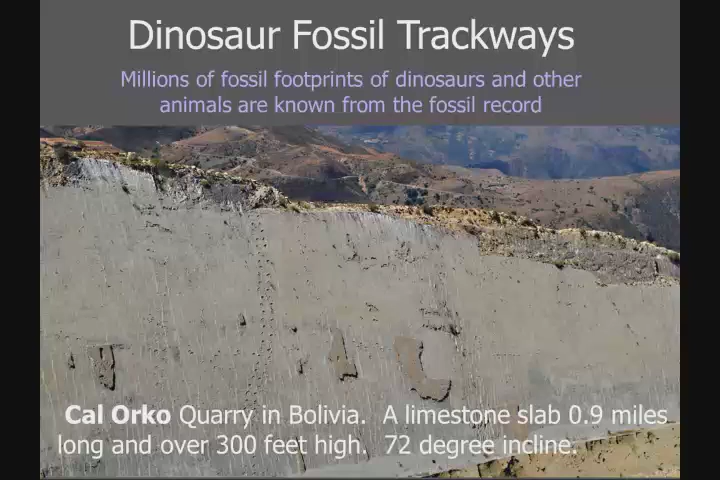 Dinosaur Fossil Trackways
Millions of fossil footprints of dinosaurs and other
animals are known from the fossil record
Cal Orko Quarry in Bolivia. A limestone slab 0.9 miles
long and over 300 feet high. 72 degree incline.